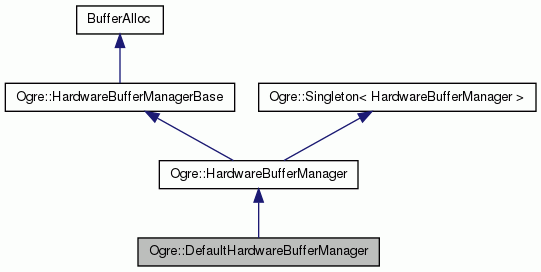 BufferAlloc
Ogre::HardwareBufferManagerBase
Ogre::Singleton< HardwareBufferManager >
Ogre::HardwareBufferManager
Ogre::DefaultHardwareBufferManager